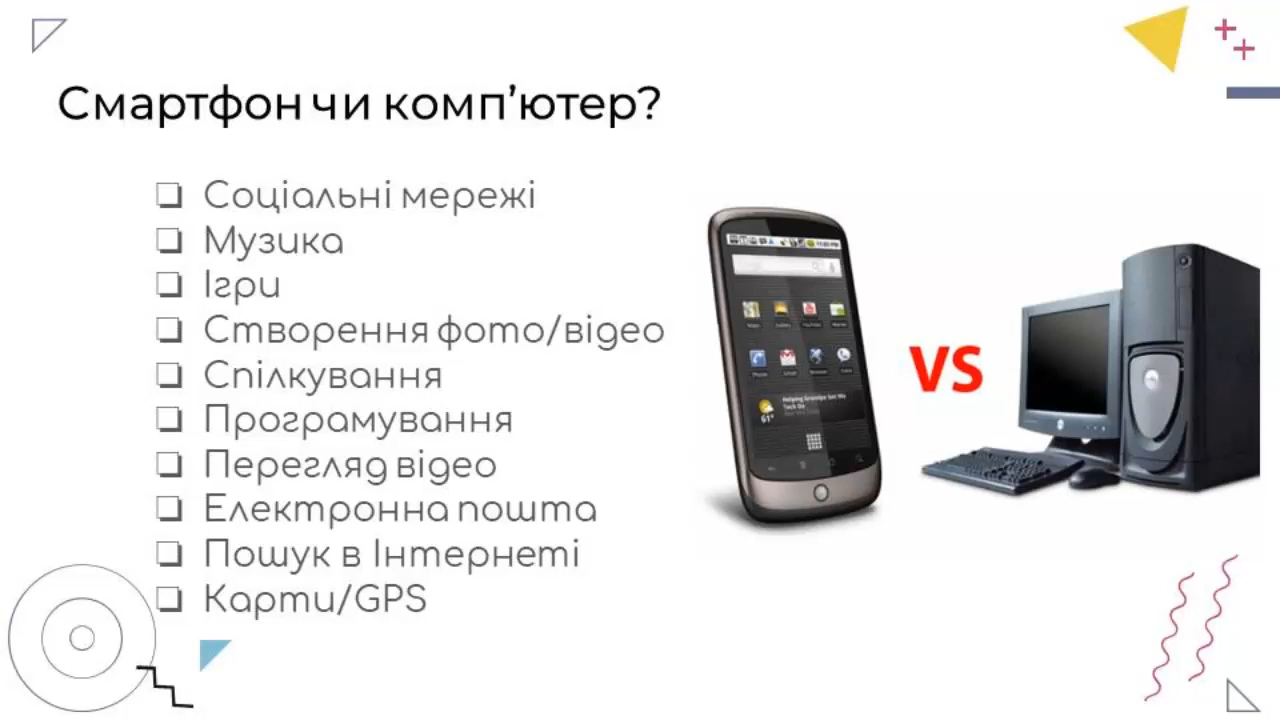 Смартфон чи комп’ютер?
Соціальні мережі
Музика
Ігри
Створення фото/відео
Спілкування
Програмування
Перегляд відео
Електронна пошта
Пошук в Інтернеті
Карти/GPS
VS